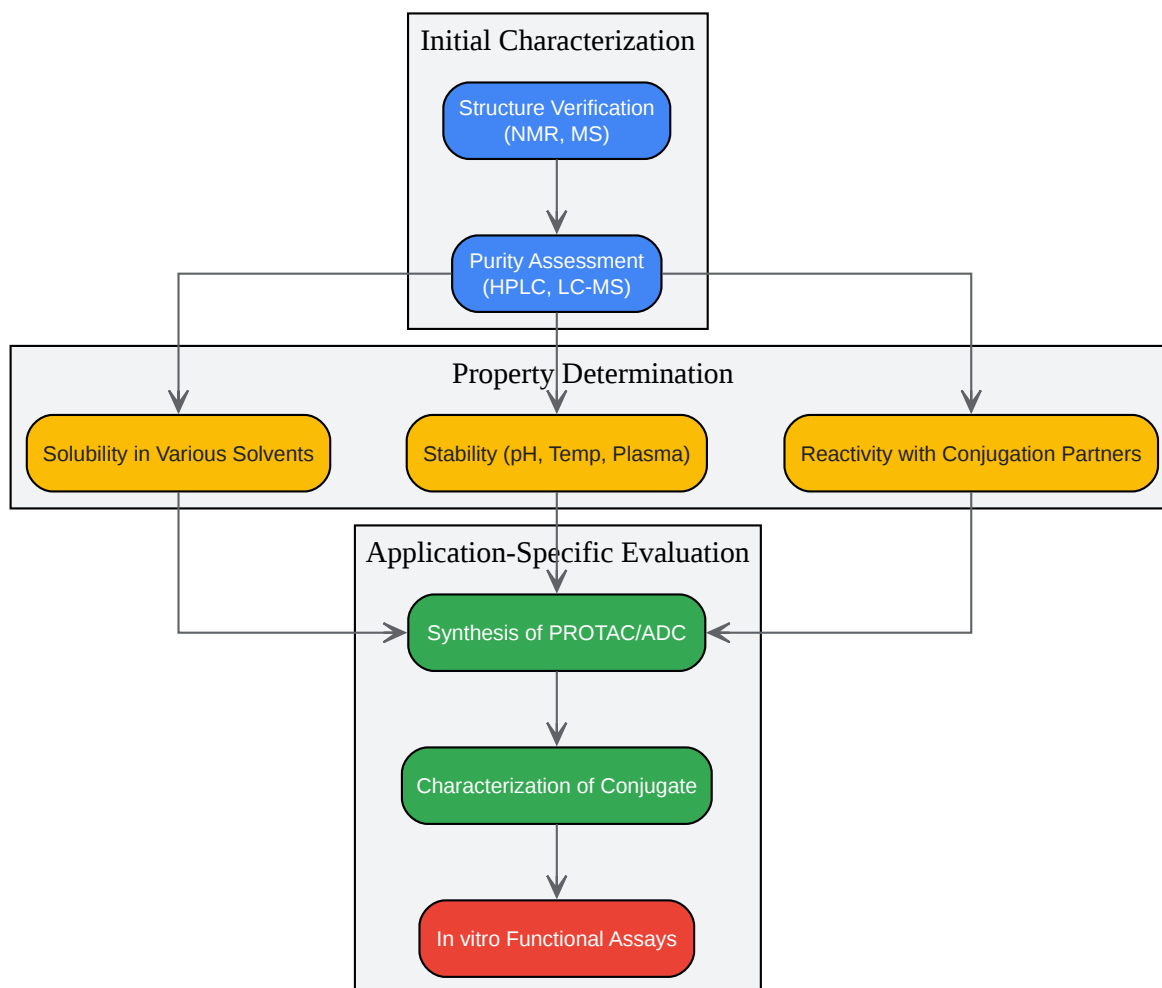 Initial Characterization
Structure Verification
(NMR, MS)
Purity Assessment
(HPLC, LC-MS)
Property Determination
Solubility in Various Solvents
Stability (pH, Temp, Plasma)
Reactivity with Conjugation Partners
Application-Specific Evaluation
Synthesis of PROTAC/ADC
Characterization of Conjugate
In vitro Functional Assays